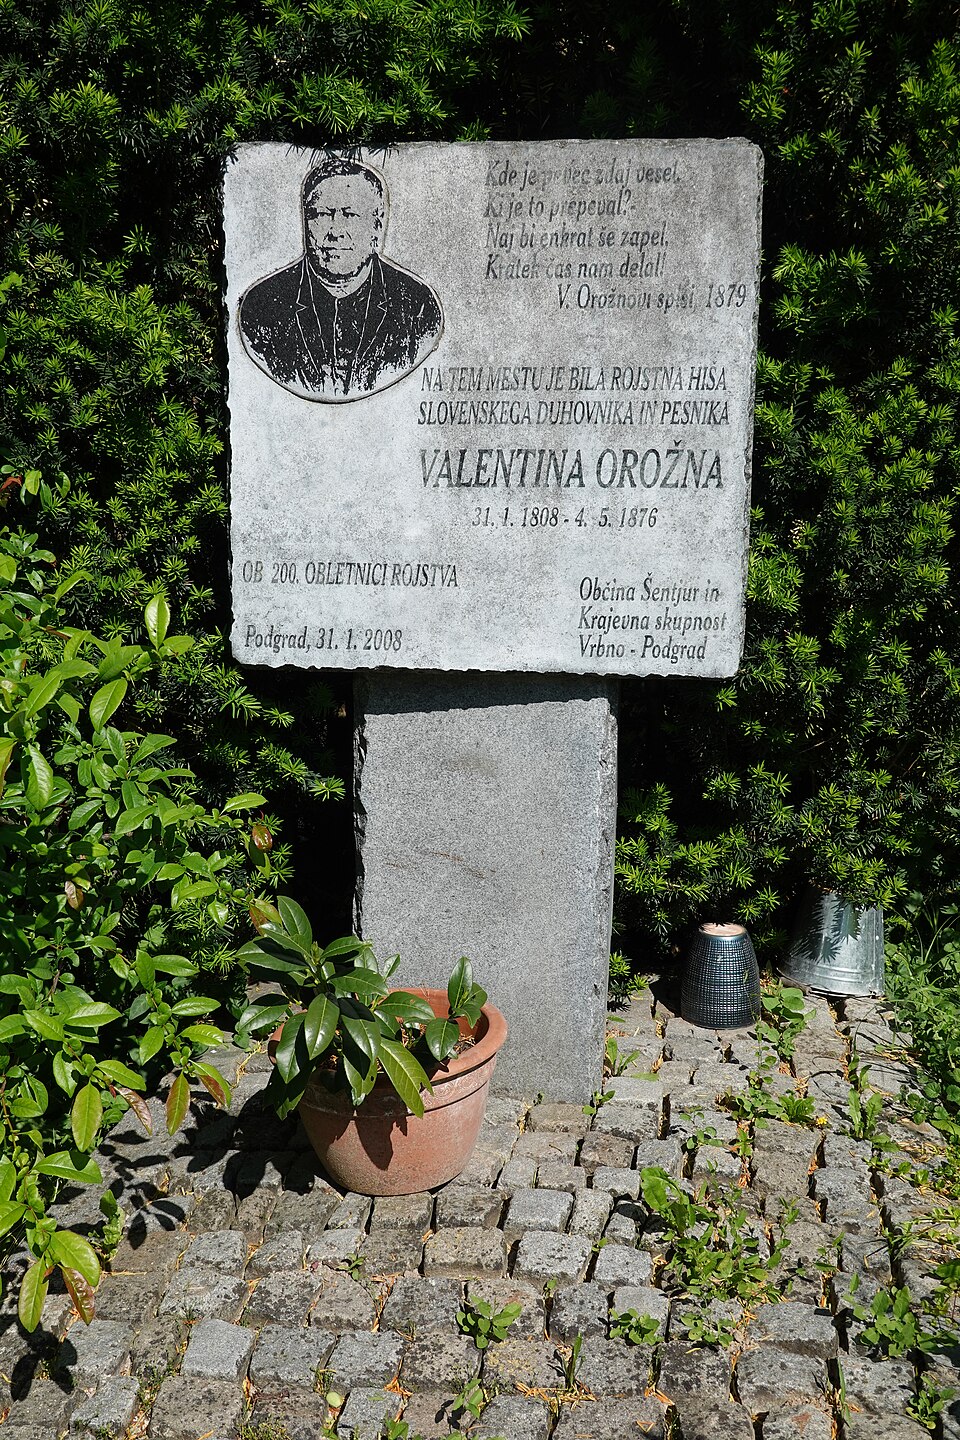 Kde je pevec zdaj vesel,
Ki je to prepeval?-
Naj bi enkrat še zapel,
Kratek čas nam delal!
V. Orožnovi spisi, 1879
NA TEM MESTU JE BILA ROJSTNA HIŠA
SLOVENSKEGA DUHOVNIKA IN PESNIKA
VALENTINA OROŽNA
31. 1. 1808 - 4. 5. 1876
OB 200. OBLETNICI ROJSTVA
Podgrad, 31. 1. 2008
Občina Šentjur in
Krajevna skupnost
Vrbno - Podgrad